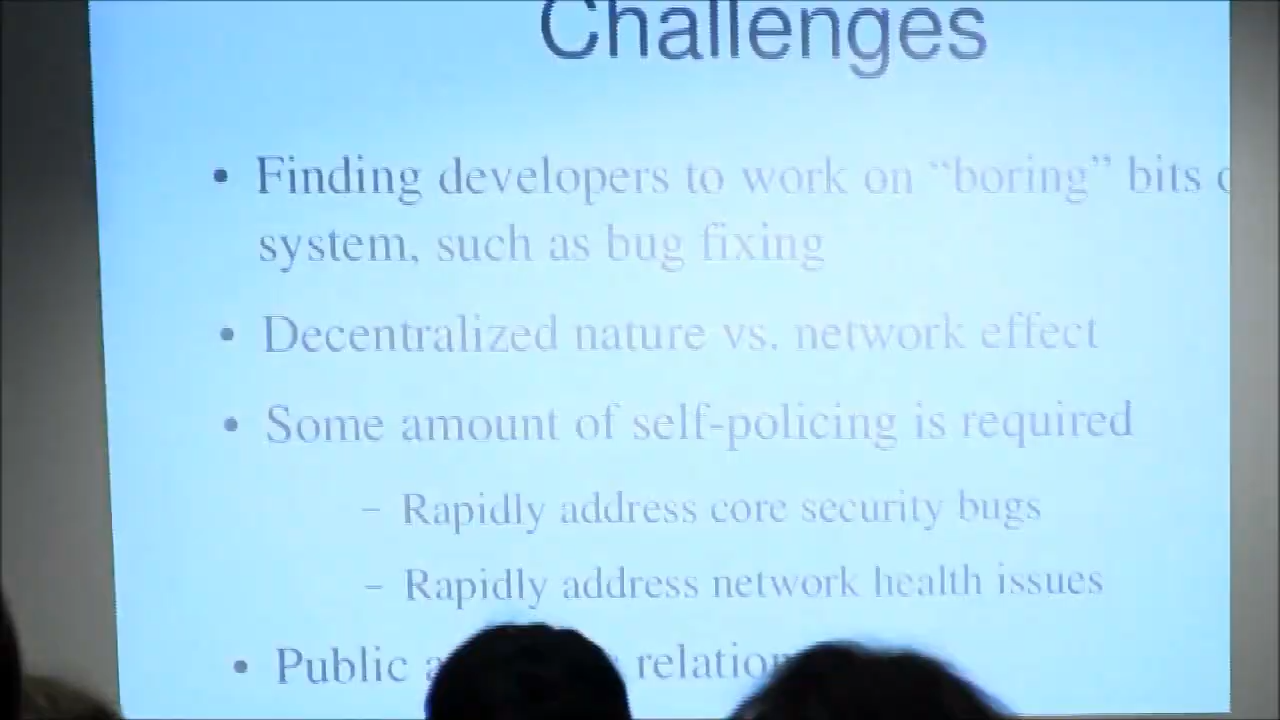 Challenges
• Finding developers to work on “boring” bits
system, such as bug fixing
• Decentralized nature vs. network effect
• Some amount of self-policing is required
– Rapidly address core security bugs
– Rapidly address network health issues
• Public